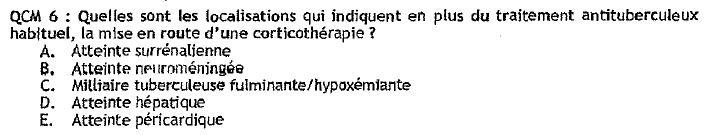 QCM 6 : Quelles sont les localisations qui indiquent en plus du traitement antituberculeux
habituel, la mise en route d'une corticothérapie ?
A. Atteinte surrénalienne
B. Atteinte neuroméningée
C. Milliaire tuberculeuse fulminante/hypoxémiante
D. Atteinte hépatique
E. Atteinte péricardique